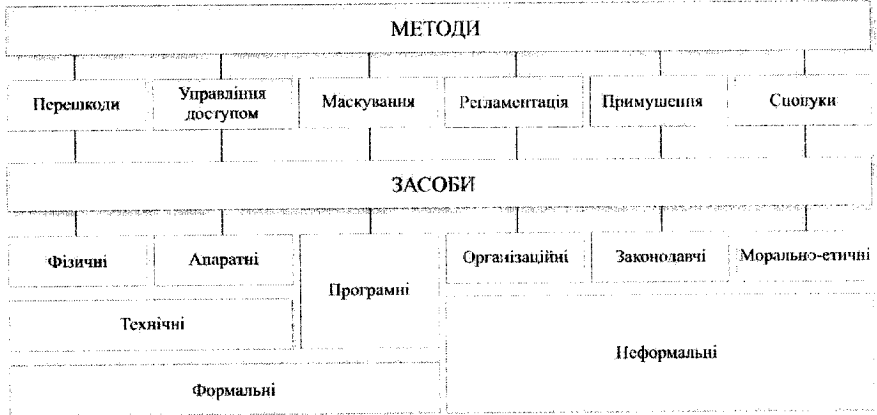 МЕТОДИ
Перешкоди
Управління
доступом
Маскування
Регламентація
Примушення
Спонуки
ЗАСОБИ
Фізичні
Апаратні
Програмні
Організаційні
Законодавчі
Морально-етичні
Технічні
Неформальні
Формальні